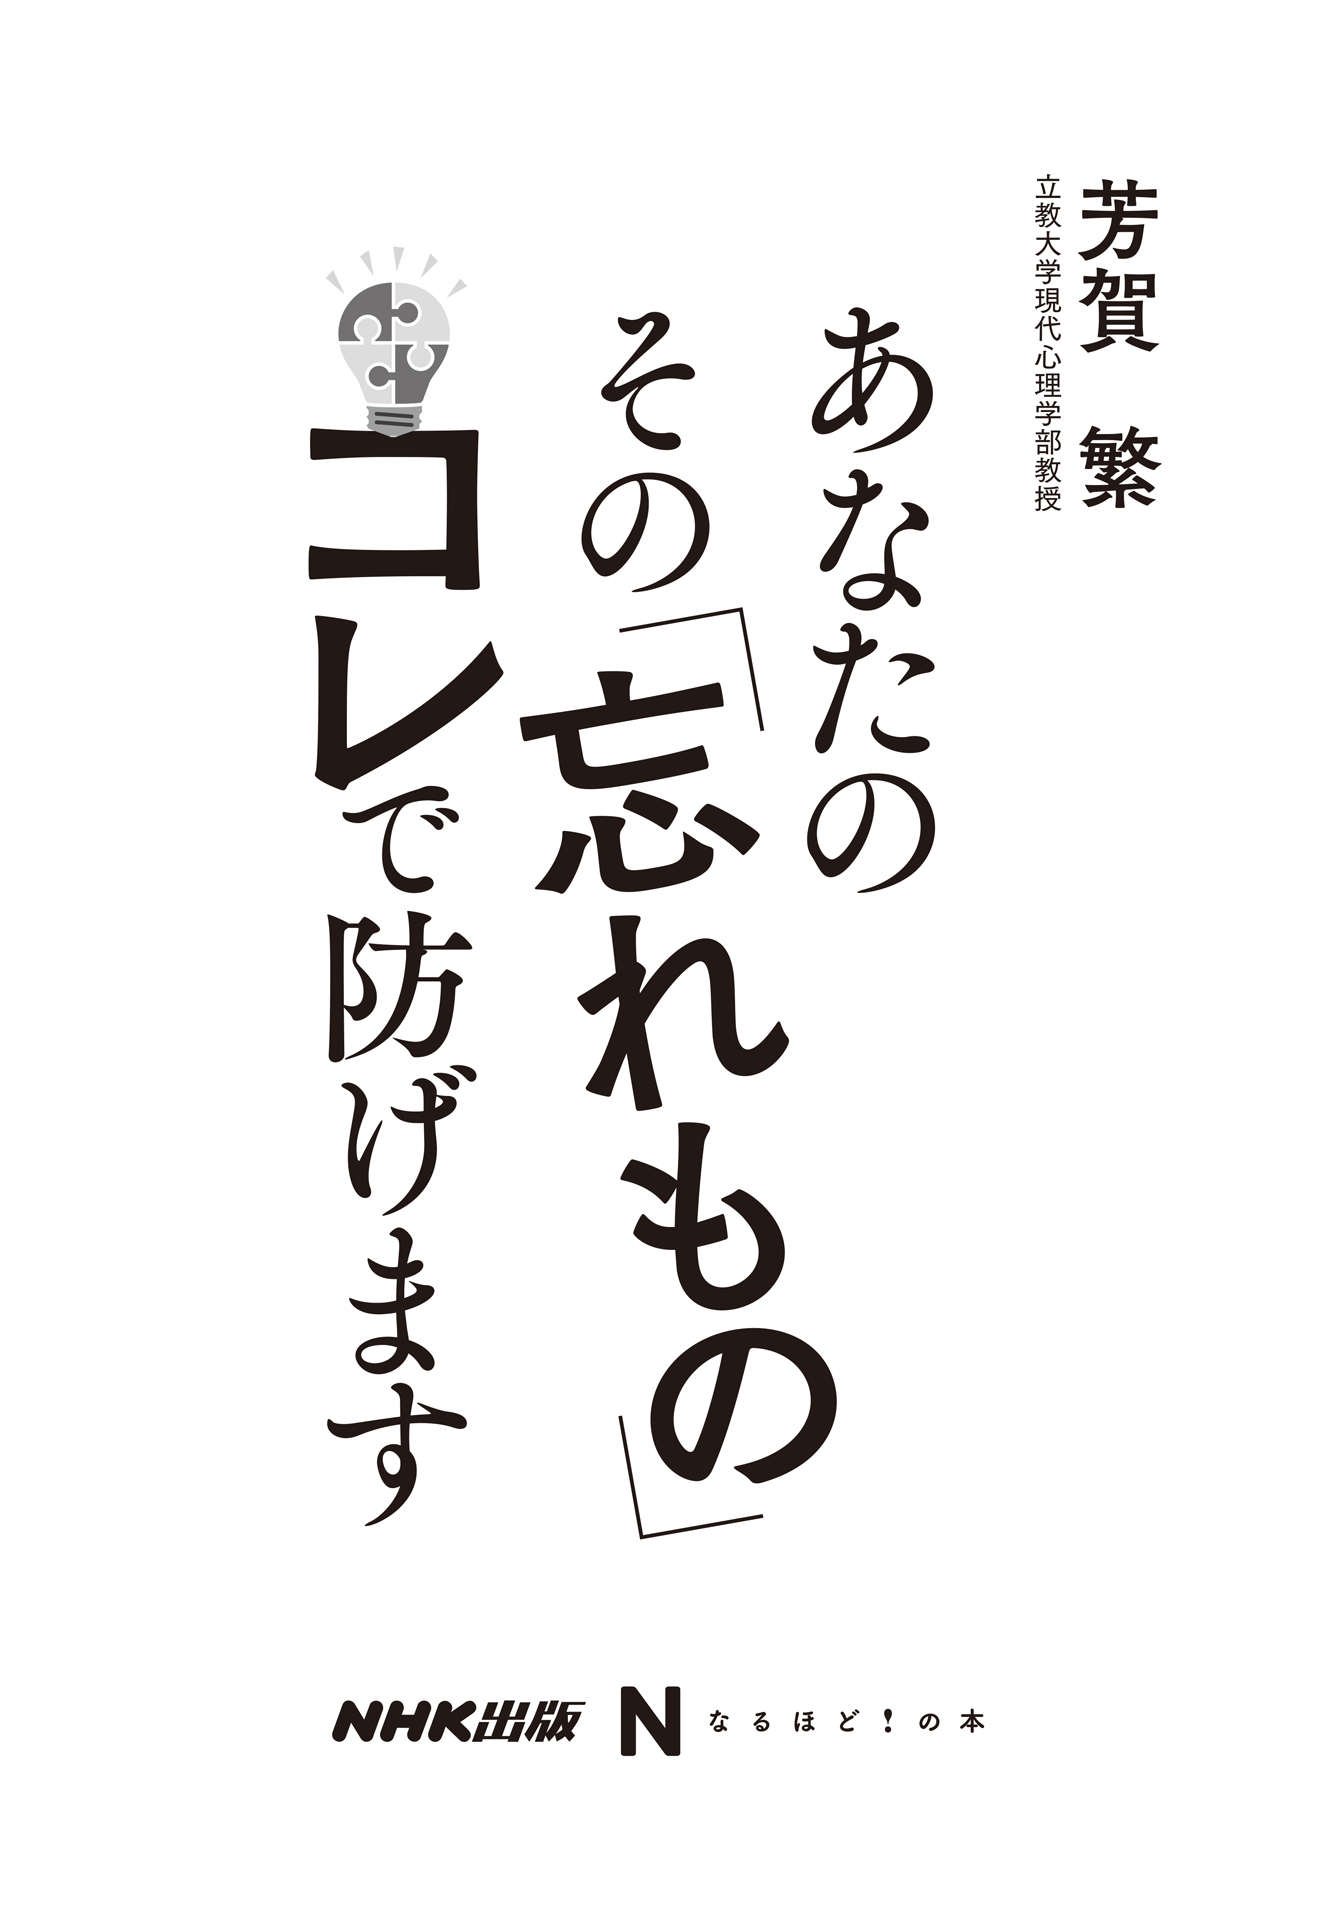 芳賀 繁
立教大学現代心理学部教授
あなたの
その「忘れもの」
コレで防げます
NHK出版 N なるほど!の本